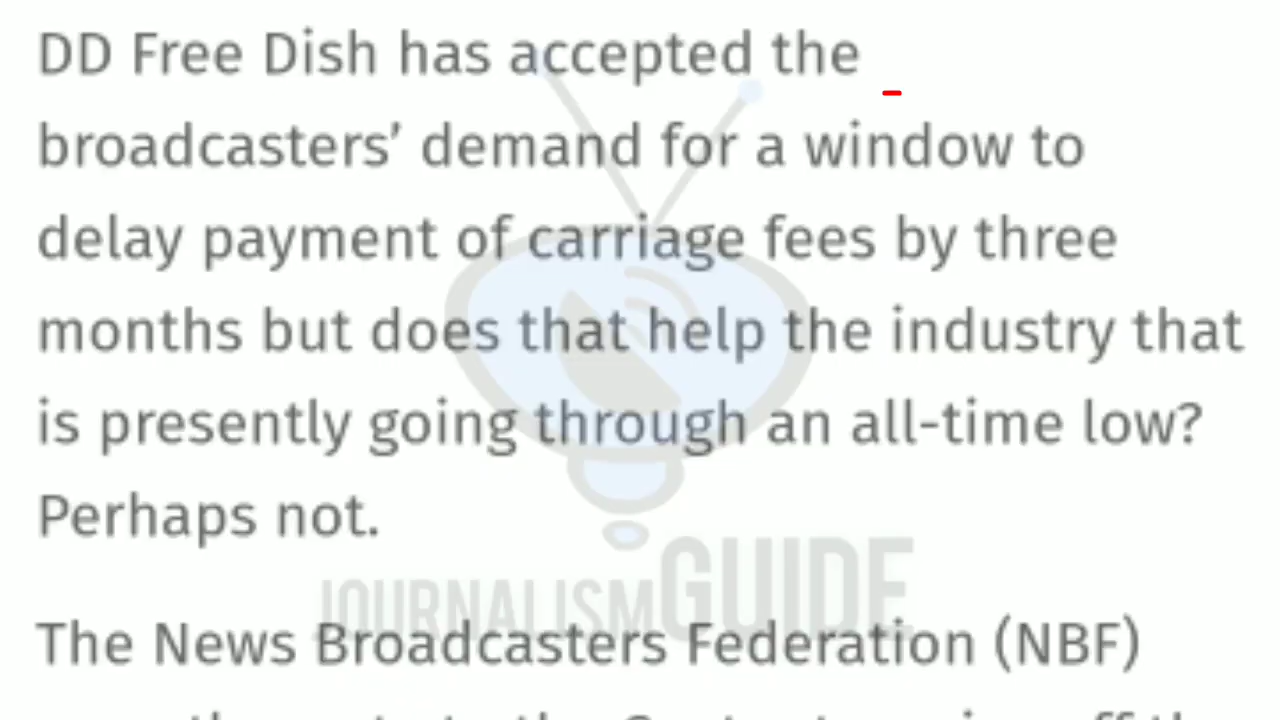 DD Free Dish has accepted the
broadcasters’ demand for a window to
delay payment of carriage fees by three
months but does that help the industry that
is presently going through an all-time low?
Perhaps not.
JOURNALISMGUIDE
The News Broadcasters Federation (NBF)